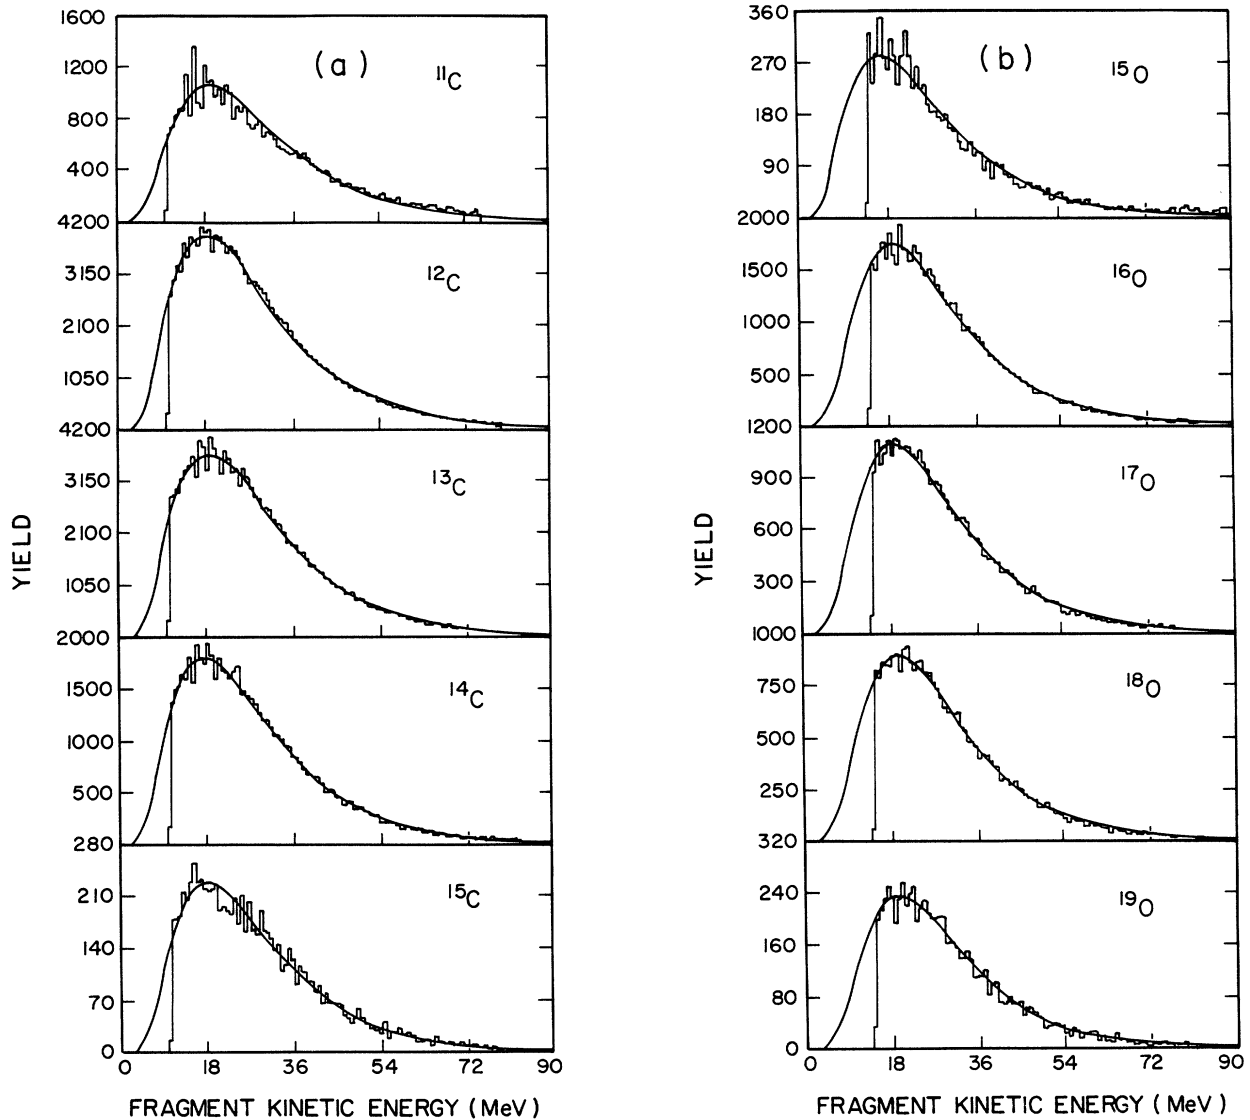 (a)
YIELD
1600
1200
800
400
¹¹C
4200
3150
2100
1050
¹²C
4200
3150
2100
1050
¹³C
2000
1500
1000
500
¹⁴C
280
210
140
70
0
¹⁵C
0 18 36 54 72 90
FRAGMENT KINETIC ENERGY (MeV)
(b)
YIELD
360
270
180
90
¹⁵O
2000
1500
1000
500
¹⁶O
1200
900
600
300
¹⁷O
1000
750
500
250
¹⁸O
320
240
160
80
0
¹⁹O
0 18 36 54 72 90
FRAGMENT KINETIC ENERGY (MeV)